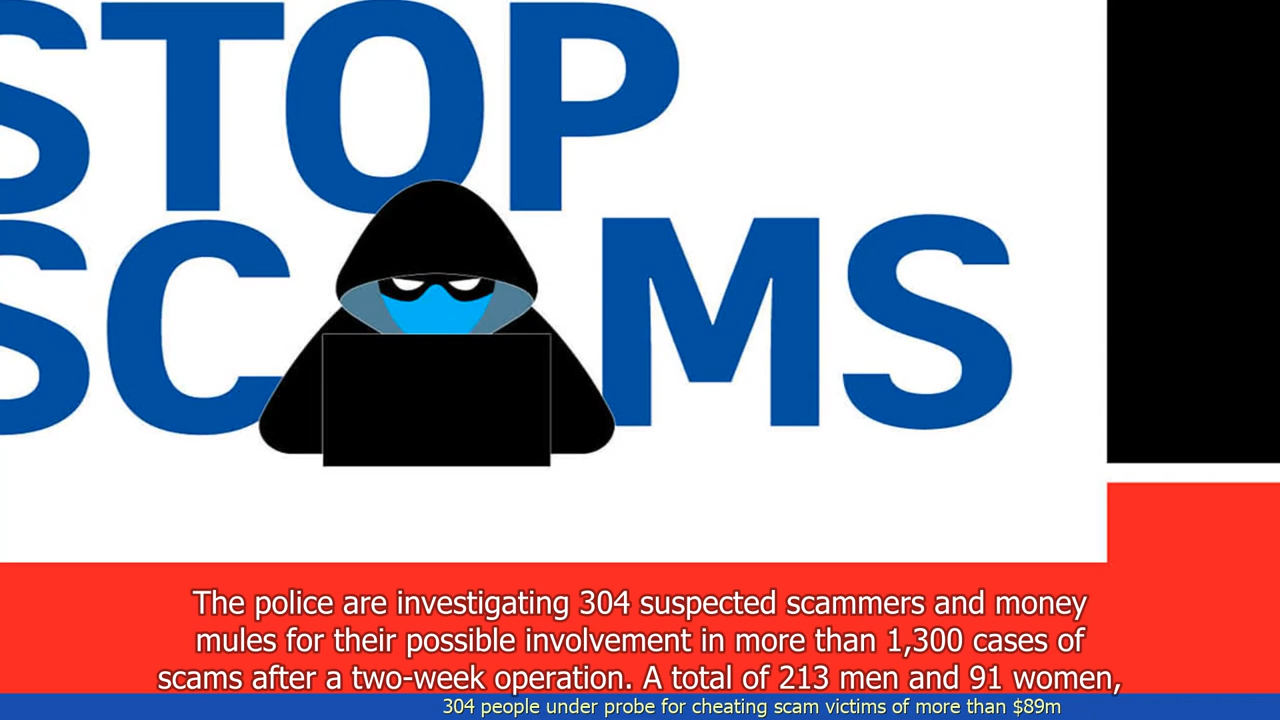 STOP
SC MS
The police are investigating 304 suspected scammers and money
mules for their possible involvement in more than 1,300 cases of
scams after a two-week operation. A total of 213 men and 91 women,
304 people under probe for cheating scam victims of more than $89m